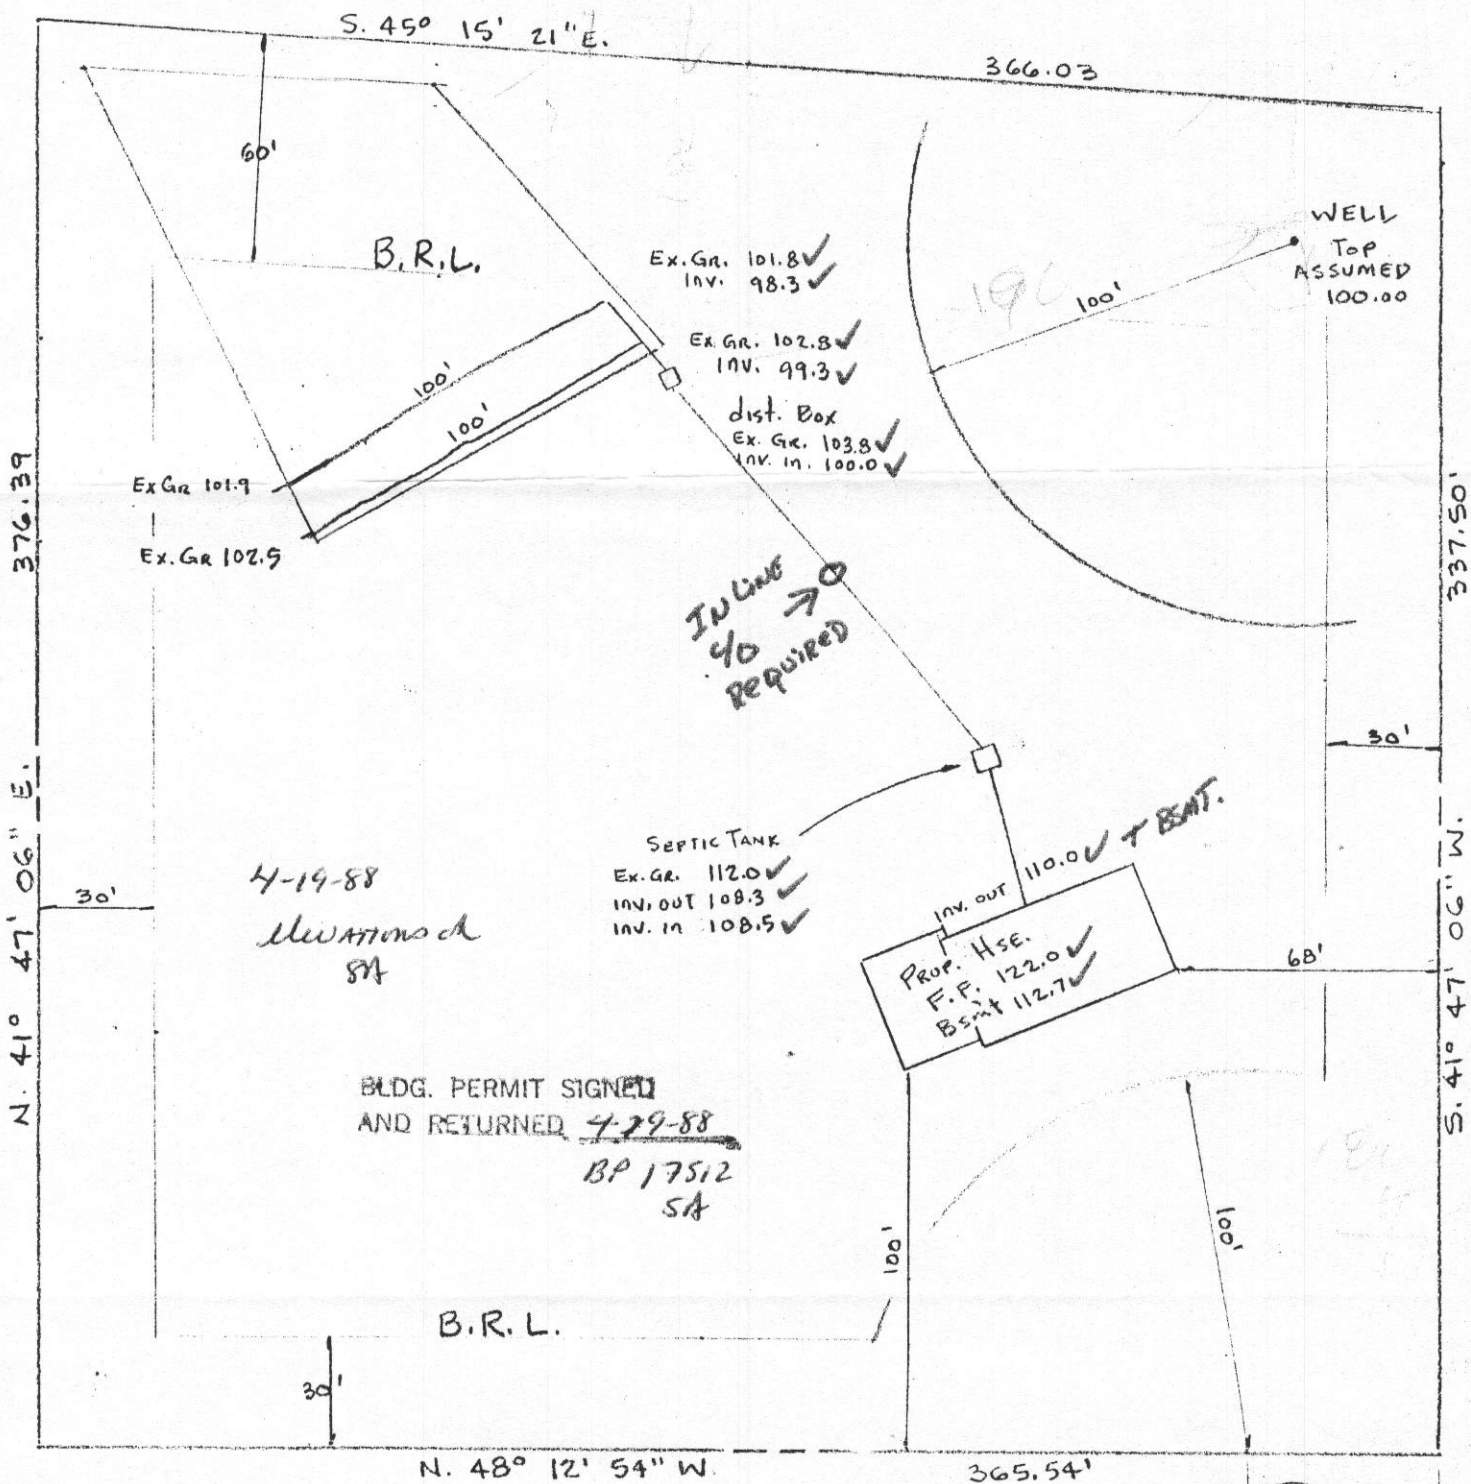 S. 45° 15' 21" E.
366.03
60'
B.R.L.
Ex. Gr. 101.8 ✓
Inv. 98.3 ✓
WELL
Top
ASSUMED
100.00
100'
Ex. Gr. 102.8 ✓
Inv. 99.3 ✓
100'
100'
dist. Box
Ex. Gr. 103.8 ✓
Inv. in. 100.0 ✓
Ex Gr 101.9
Ex. Gr 102.5
376.39
N. 41° 47' 06" E.
337.50'
S. 41° 47' 06" W.
IN LINE
c/o
REQUIRED
30'
SEPTIC TANK
Ex. Gr. 112.0 ✓
Inv. out 108.3 ✓
Inv. in 108.5 ✓
Inv. out 110.0 ✓ + BSMT.
30'
4-19-88
SA
PROP. HSE.
F.F. 122.0 ✓
Bsmt 112.7 ✓
68'
BLDG. PERMIT SIGNED
AND RETURNED 4-29-88
BP 17512
SA
100'
100'
B.R.L.
30'
N. 48° 12' 54" W.
365.54'